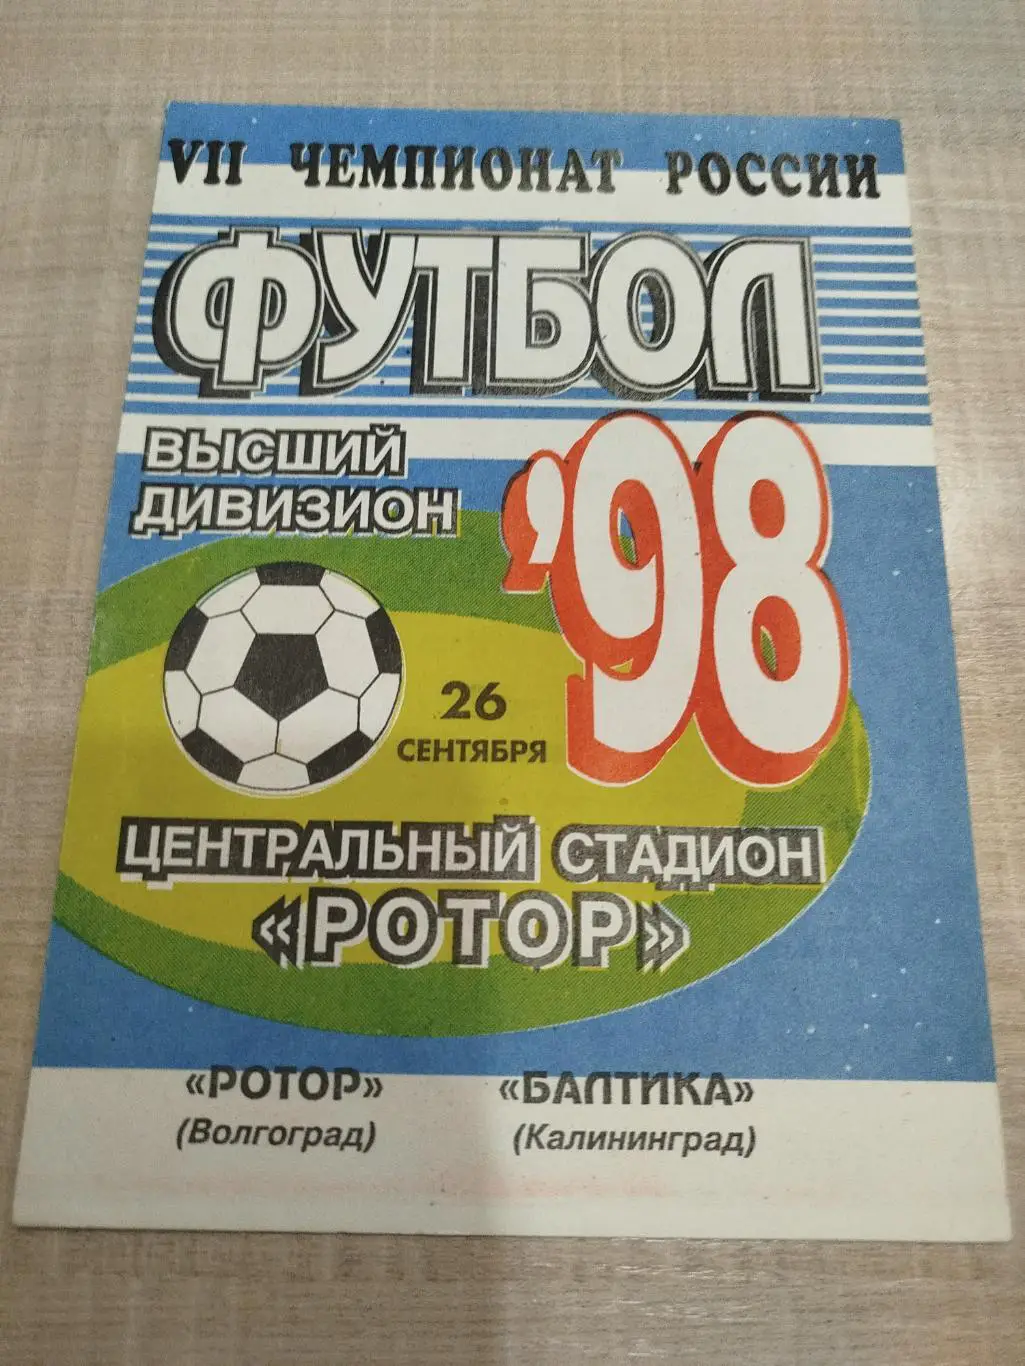 VII ЧЕМПИОНАТ РОССИИ
ФУТБОЛ
ВЫСШИЙ
ДИВИЗИОН
'98
26
СЕНТЯБРЯ
ЦЕНТРАЛЬНЫЙ СТАДИОН
«РОТОР»
«РОТОР» «БАЛТИКА»
(Волгоград) (Калининград)